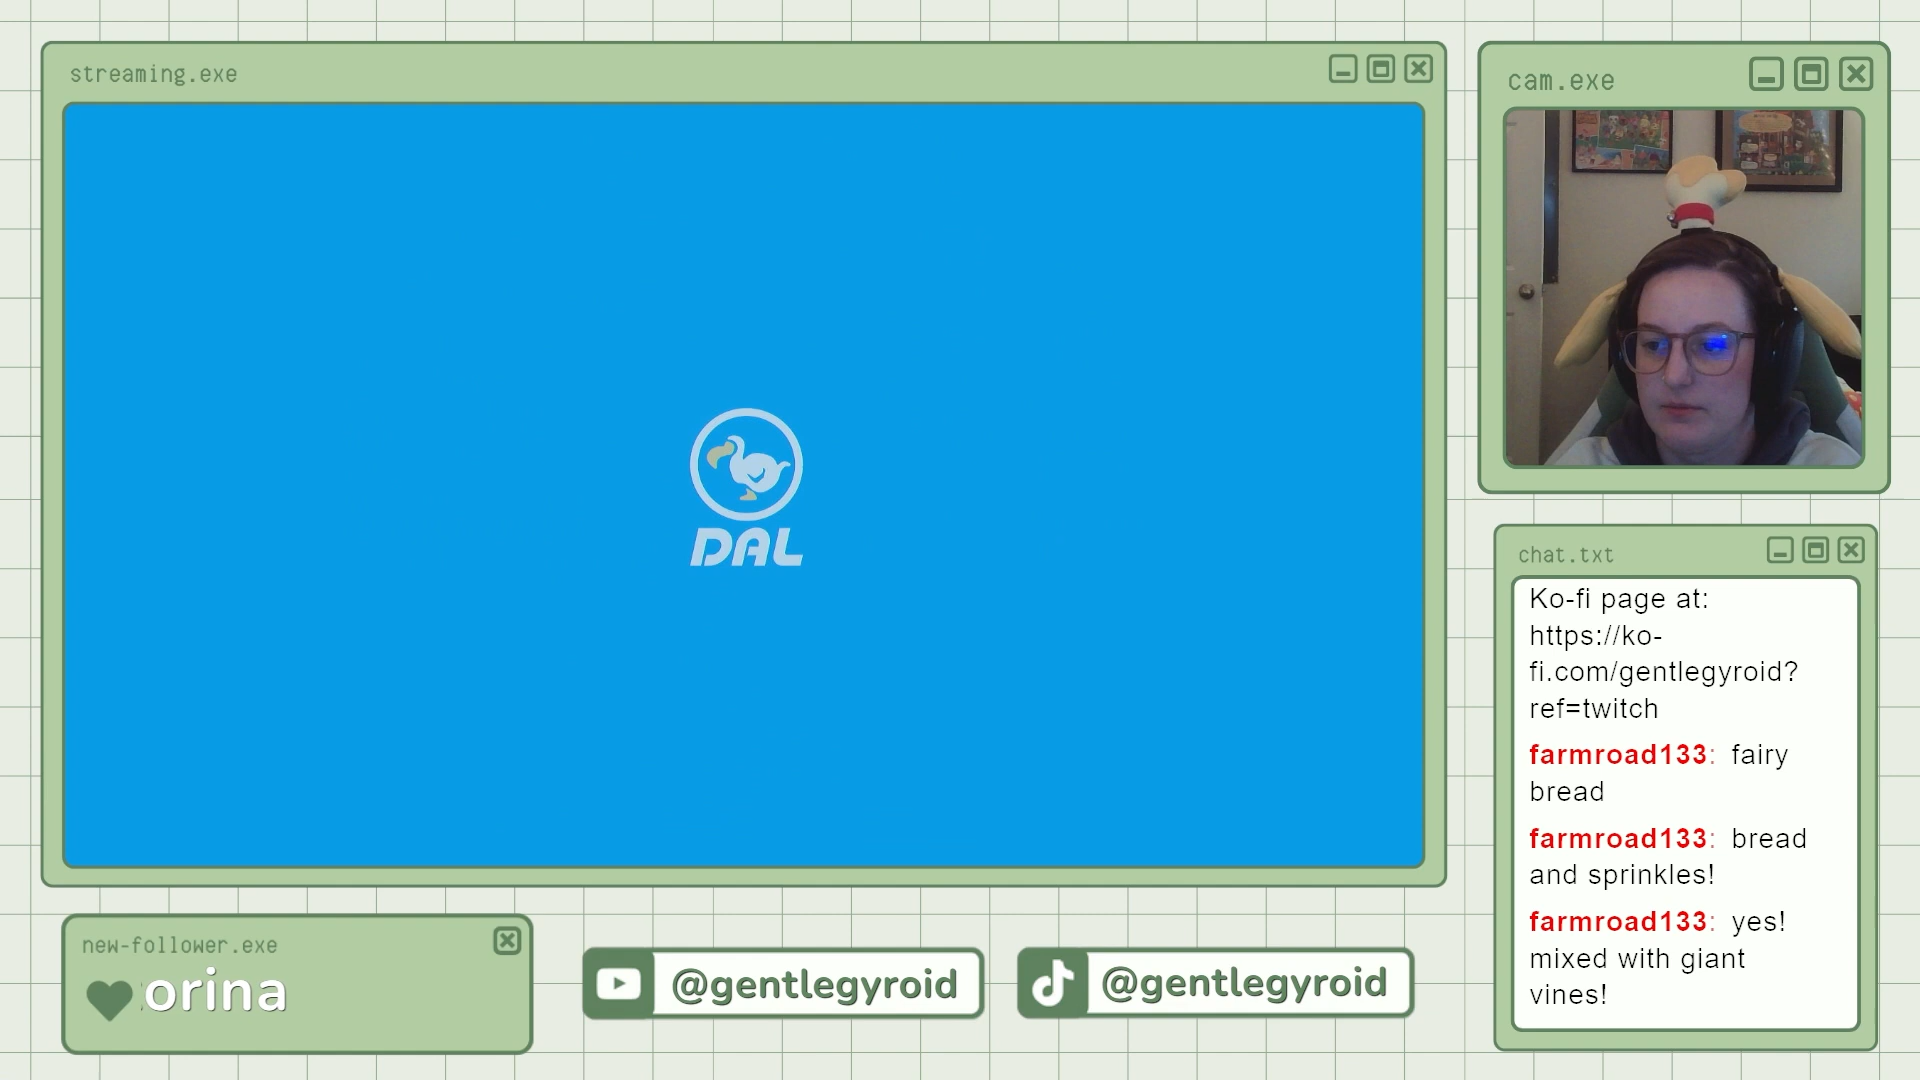 streaming.exe
DAL
cam.exe
chat.txt
Ko-fi page at:
https://ko-
fi.com/gentlegyroid?
ref=twitch
farmroad133: fairy
bread
farmroad133: bread
and sprinkles!
farmroad133: yes!
mixed with giant
vines!
new-follower.exe
orina
@gentlegyroid
@gentlegyroid